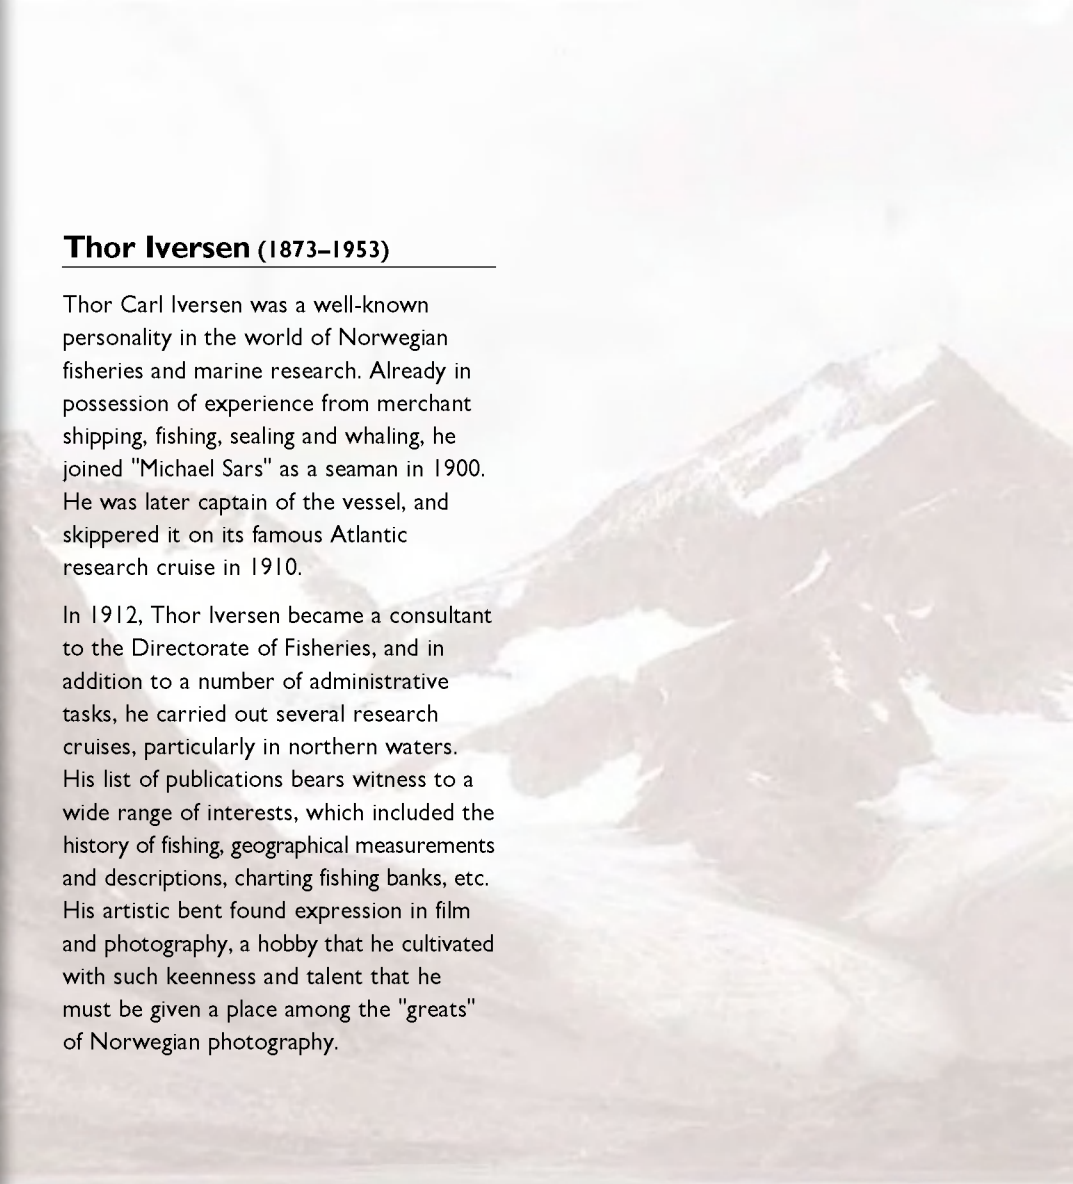 Thor Iversen (1873–1953)
Thor Carl Iversen was a well-known
personality in the world of Norwegian
fisheries and marine research. Already in
possession of experience from merchant
shipping, fishing, sealing and whaling, he
joined "Michael Sars" as a seaman in 1900.
He was later captain of the vessel, and
skippered it on its famous Atlantic
research cruise in 1910.
In 1912, Thor Iversen became a consultant
to the Directorate of Fisheries, and in
addition to a number of administrative
tasks, he carried out several research
cruises, particularly in northern waters.
His list of publications bears witness to a
wide range of interests, which included the
history of fishing, geographical measurements
and descriptions, charting fishing banks, etc.
His artistic bent found expression in film
and photography, a hobby that he cultivated
with such keenness and talent that he
must be given a place among the "greats"
of Norwegian photography.